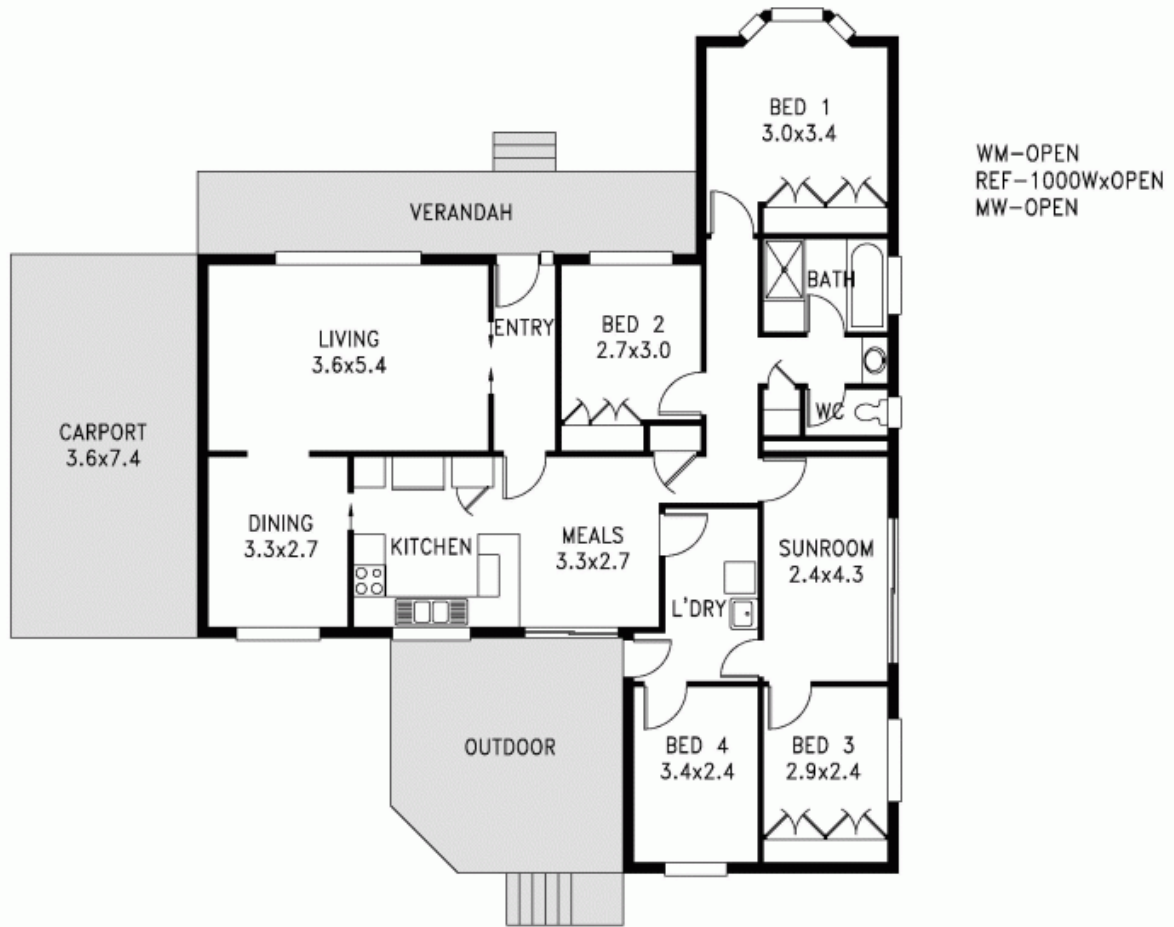 BED 1
3.0x3.4
WM-OPEN
REF-1000WxOPEN
MW-OPEN
VERANDAH
BATH
LIVING
3.6x5.4
ENTRY
BED 2
2.7x3.0
WC
CARPORT
3.6x7.4
DINING
3.3x2.7
KITCHEN
MEALS
3.3x2.7
SUNROOM
2.4x4.3
L'DRY
OUTDOOR
BED 4
3.4x2.4
BED 3
2.9x2.4